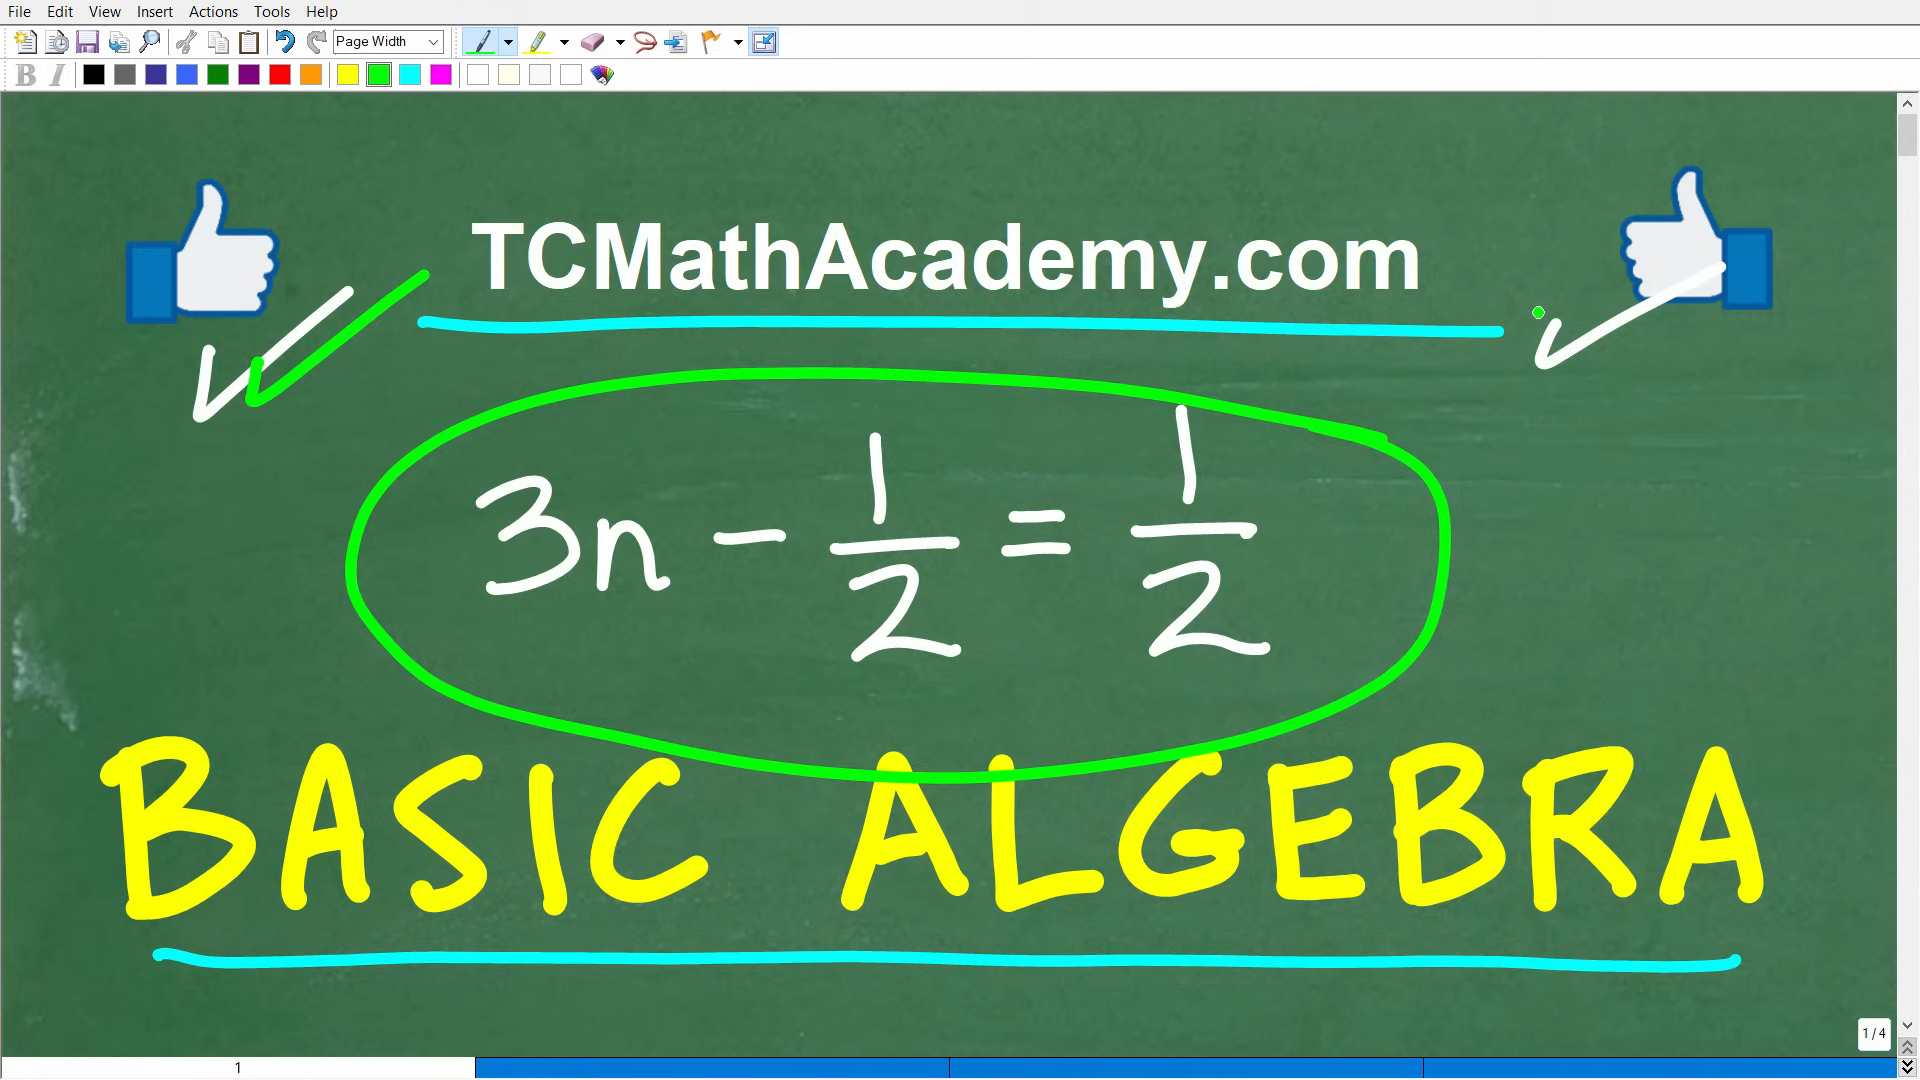 File Edit View Insert Actions Tools Help
Page Width
B I
TCMathAcademy.com
3n - 1/2 = 1/2
BASIC ALGEBRA
1 / 4
1